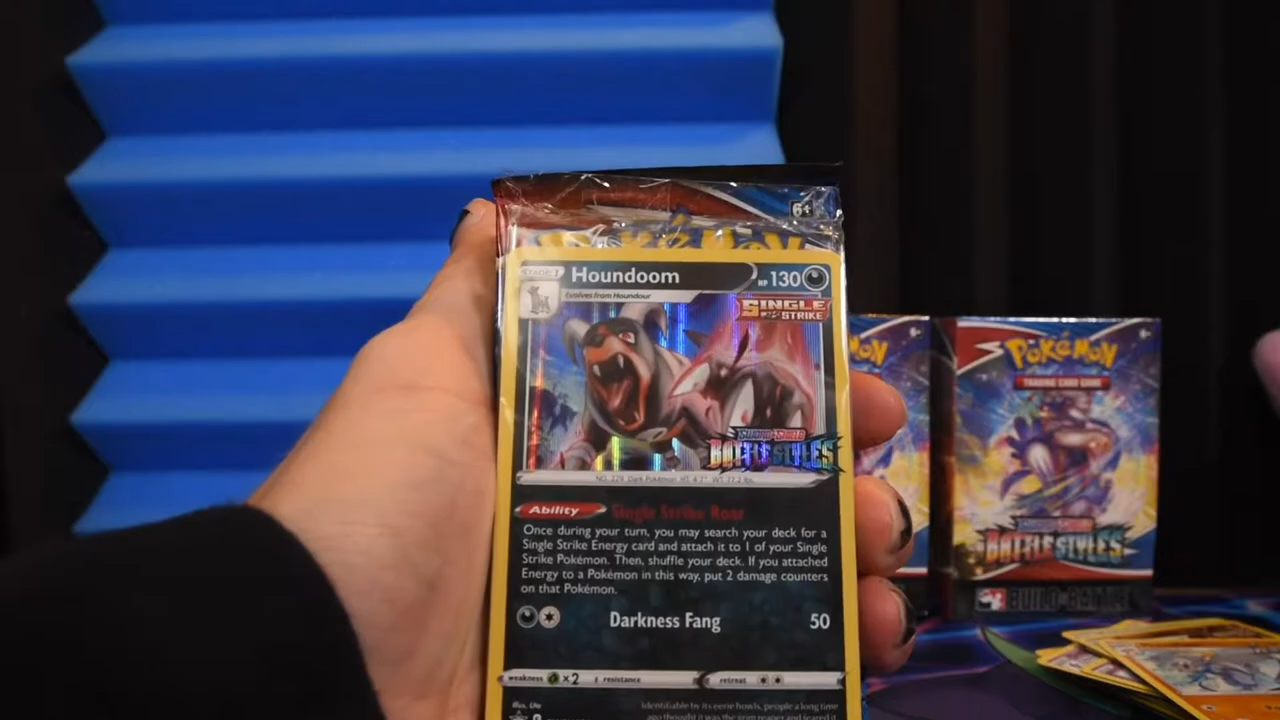 6+
POKÉMON
STAGE 1
Houndoom
HP 130
Evolves from Houndour
SINGLE
STRIKE
SWORD & SHIELD
BATTLE STYLES
NO. 229 Dark Pokémon HT: 4'7" WT: 77.2 lbs.
Ability
Single Strike Roar
Once during your turn, you may search your deck for a
Single Strike Energy card and attach it to 1 of your Single
Strike Pokémon. Then, shuffle your deck. If you attached
Energy to a Pokémon in this way, put 2 damage counters
on that Pokémon.
Darkness Fang 50
weakness ×2 resistance retreat
Illus. Uta
Identifiable by its eerie howls, people a long time
ago thought it was the grim reaper and feared it.
POKÉMON
TRADING CARD GAME
SWORD & SHIELD
BATTLE STYLES
BUILD & BATTLE